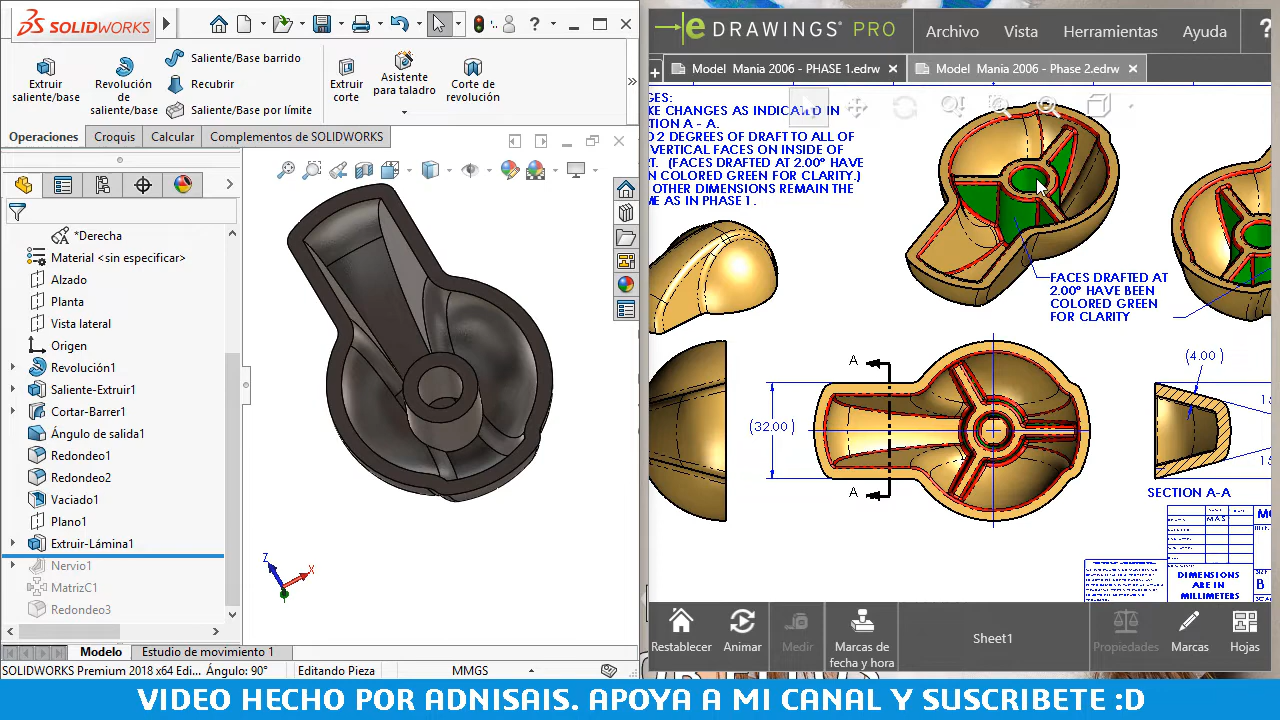 SOLIDWORKS
Extruir saliente/base
Revolución de saliente/base
Saliente/Base barrido
Recubrir
Saliente/Base por límite
Extruir corte
Asistente para taladro
Corte de revolución
Operaciones
Croquis
Calcular
Complementos de SOLIDWORKS
*Derecha
Material <sin especificar>
Alzado
Planta
Vista lateral
Origen
Revolución1
Saliente-Extruir1
Cortar-Barrer1
Ángulo de salida1
Redondeo1
Redondeo2
Vaciado1
Plano1
Extruir-Lámina1
Nervio1
MatrizC1
Redondeo3
Z
X
Modelo
Estudio de movimiento 1
SOLIDWORKS Premium 2018 x64 Edi...
Ángulo: 90°
Editando Pieza
MMGS
eDRAWINGS® PRO
Archivo
Vista
Herramientas
Ayuda
?
Model Mania 2006 - PHASE 1.edrw
Model Mania 2006 - Phase 2.edrw
GES:
KE CHANGES AS INDICATED IN
TION A - A.
D 2 DEGREES OF DRAFT TO ALL OF
VERTICAL FACES ON INSIDE OF
RT. (FACES DRAFTED AT 2.00º HAVE
N COLORED GREEN FOR CLARITY.)
OTHER DIMENSIONS REMAIN THE
ME AS IN PHASE 1.
FACES DRAFTED AT
2.00º HAVE BEEN
COLORED GREEN
FOR CLARITY
A
(32.00)
A
(4.00)
1.5
1.5
SECTION A-A
M.A.S
DIMENSIONS
ARE IN
MILLIMETERS
B
Restablecer
Animar
Medir
Marcas de fecha y hora
Sheet1
Propiedades
Marcas
Hojas
VIDEO HECHO POR ADNISAIS. APOYA A MI CANAL Y SUSCRIBETE :D